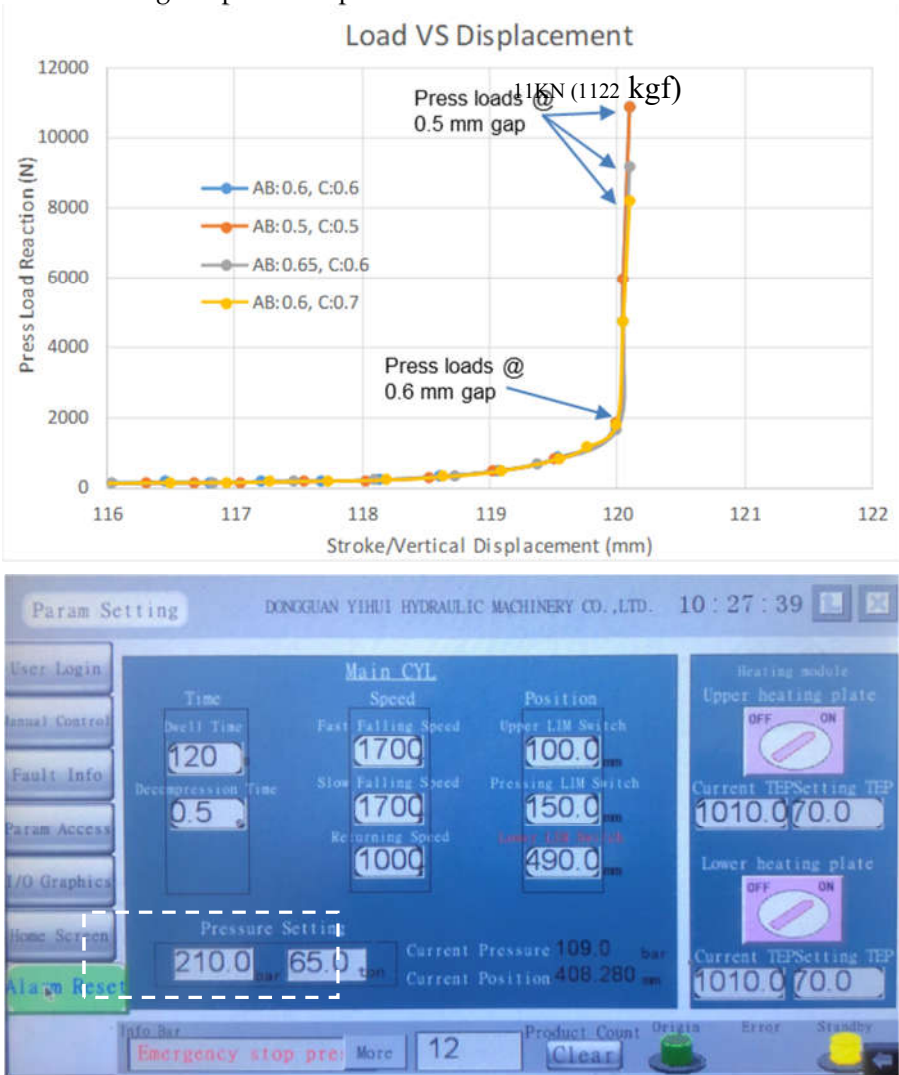 Load VS Displacement
12000
10000
8000
6000
4000
2000
0
Press Load Reaction (N)
11KN (1122 kgf)
Press loads @
0.5 mm gap
AB:0.6, C:0.6
AB:0.5, C:0.5
AB:0.65, C:0.6
AB:0.6, C:0.7
Press loads @
0.6 mm gap
116 117 118 119 120 121 122
Stroke/Vertical Displacement (mm)
Param Setting
DONGGUAN YIHUI HYDRAULIC MACHINERY CO.,LTD.
10:27:39
User Login
Manual Control
Fault Info
Param Access
I/O Graphics
Home Screen
Alarm Reset
Main CYL
Time
Dwell Time
120
Decompression Time
0.5
Speed
Fast Falling Speed
1700
Slow Falling Speed
1700
Returning Speed
1000
Position
Upper LIM Switch
100.0 mm
Pressing LIM Switch
150.0 mm
Lower LIM Switch
490.0 mm
Pressure Setting
210.0 bar 65.0 ton
Current Pressure 109.0 bar
Current Position 408.280 mm
Heating module
Upper heating plate
OFF ON
Current TEP Setting TEP
1010.0 70.0
Lower heating plate
OFF ON
Current TEP Setting TEP
1010.0 70.0
Info Bar
Emergency stop pre
More
12
Product Count
Clear
Origin
Error
Standby